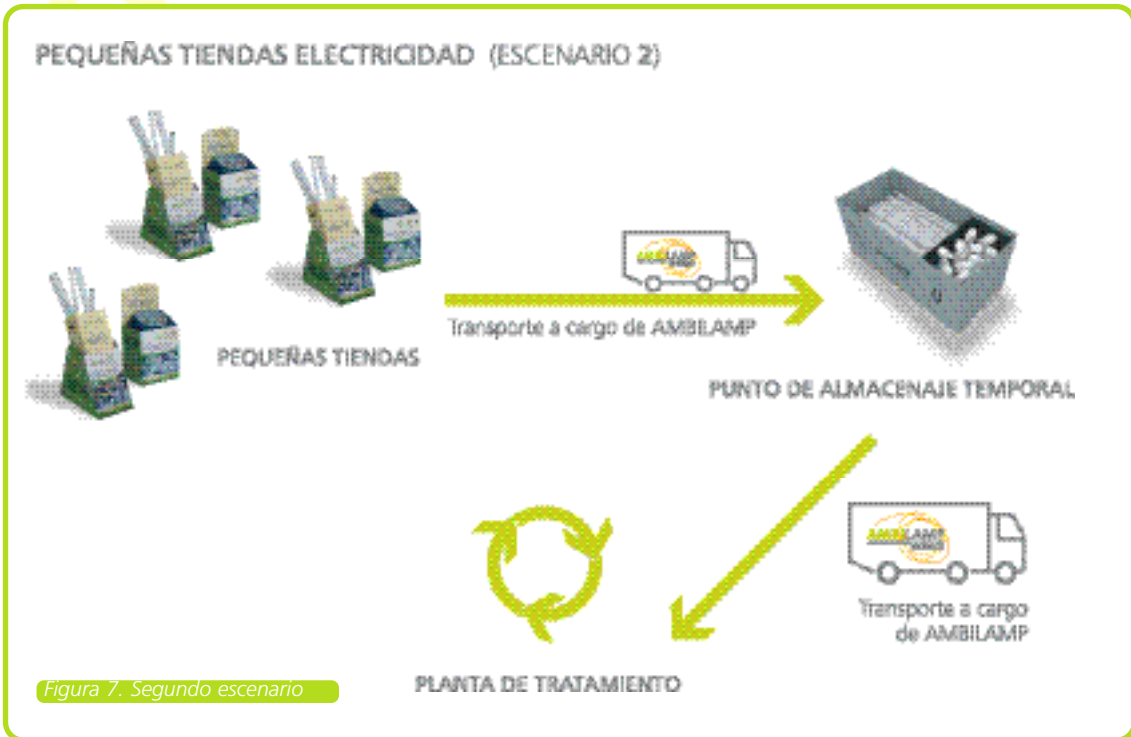 PEQUEÑAS TIENDAS ELECTRICIDAD (ESCENARIO 2)
Transporte a cargo de AMBILAMP
PEQUEÑAS TIENDAS
PUNTO DE ALMACENAJE TEMPORAL
AMBILAMP
Transporte a cargo
de AMBILAMP
PLANTA DE TRATAMIENTO
Figura 7. Segundo escenario